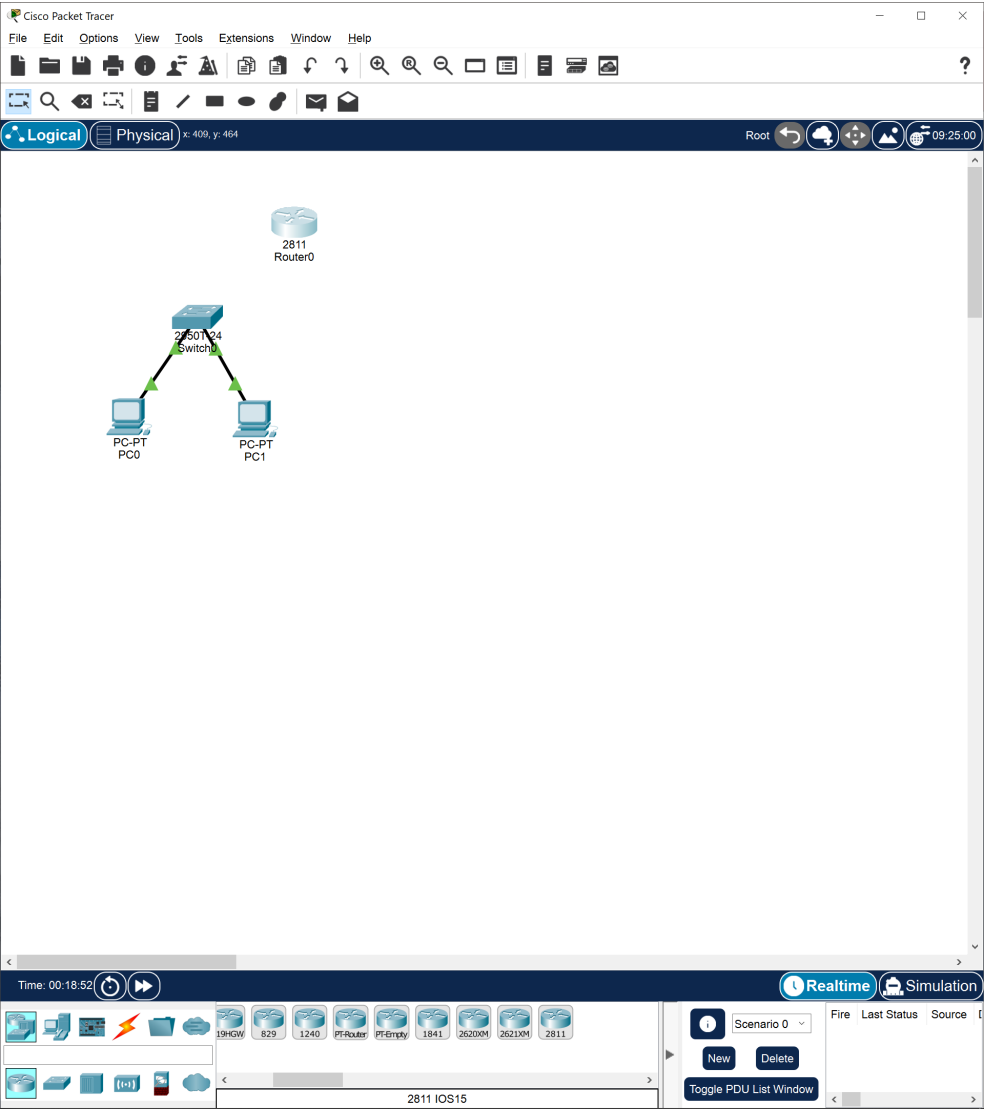 Cisco Packet Tracer
File Edit Options View Tools Extensions Window Help
Logical Physical x: 409, y: 464 Root 09:25:00
2811
Router0
2950T-24
Switch0
PC-PT
PC0
PC-PT
PC1
Time: 00:18:52 Realtime Simulation
19HGW 829 1240 PT-Router PT-Empty 1841 2620XM 2621XM 2811
2811 IOS15
Scenario 0
New Delete
Toggle PDU List Window
Fire Last Status Source